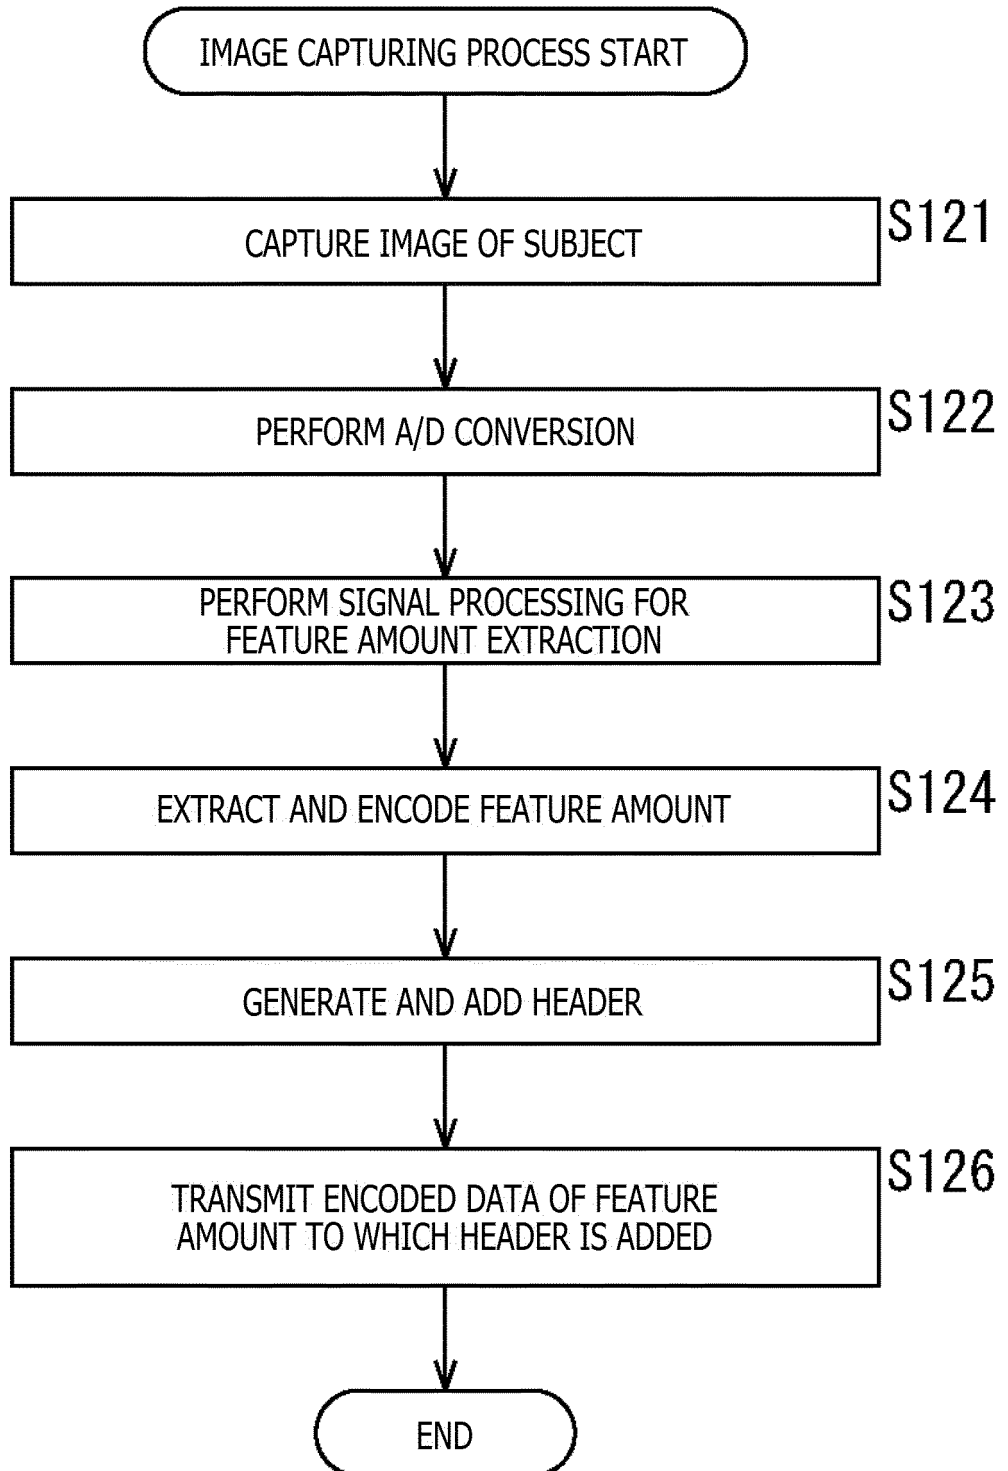 IMAGE CAPTURING PROCESS START
S121
CAPTURE IMAGE OF SUBJECT
S122
PERFORM A/D CONVERSION
S123
PERFORM SIGNAL PROCESSING FOR
FEATURE AMOUNT EXTRACTION
S124
EXTRACT AND ENCODE FEATURE AMOUNT
S125
GENERATE AND ADD HEADER
S126
TRANSMIT ENCODED DATA OF FEATURE
AMOUNT TO WHICH HEADER IS ADDED
END